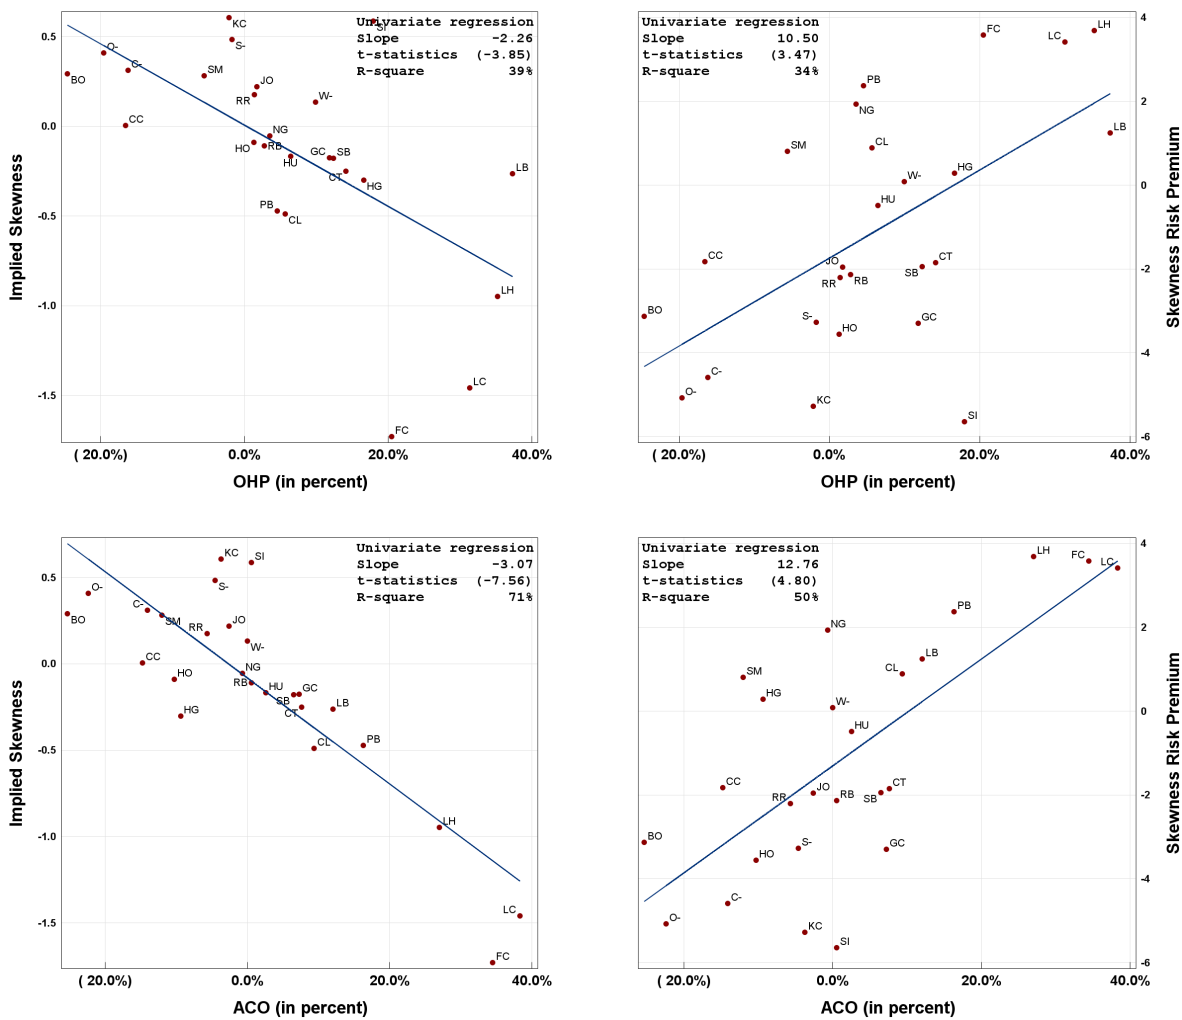 Univariate regression
Slope -2.26
t-statistics (-3.85)
R-square 39%
0.5
0.0
-0.5
-1.0
-1.5
Implied Skewness
KC
SI
S-
O-
C-
BO
SM
JO
RR
W-
CC
NG
HO
RB
HU
GC
SB
CT
HG
LB
PB
CL
LH
LC
FC
( 20.0%) 0.0% 20.0% 40.0%
OHP (in percent)
Univariate regression
Slope 10.50
t-statistics (3.47)
R-square 34%
4
2
0
-2
-4
-6
Skewness Risk Premium
FC
LH
LC
PB
NG
LB
SM
CL
HG
W-
HU
CC
JO
CT
SB
RR
RB
BO
S-
GC
HO
C-
O-
KC
SI
( 20.0%) 0.0% 20.0% 40.0%
OHP (in percent)
Univariate regression
Slope -3.07
t-statistics (-7.56)
R-square 71%
0.5
0.0
-0.5
-1.0
-1.5
Implied Skewness
KC
SI
S-
O-
C-
BO
SM
RR
JO
W-
CC
NG
HO
RB
HU
GC
SB
CT
LB
HG
CL
PB
LH
LC
FC
( 20.0%) 0.0% 20.0% 40.0%
ACO (in percent)
Univariate regression
Slope 12.76
t-statistics (4.80)
R-square 50%
4
2
0
-2
-4
-6
Skewness Risk Premium
LH
FC
LC
PB
NG
LB
CL
SM
HG
W-
HU
CC
JO
CT
RR
RB
SB
BO
S-
GC
HO
C-
O-
KC
SI
( 20.0%) 0.0% 20.0% 40.0%
ACO (in percent)